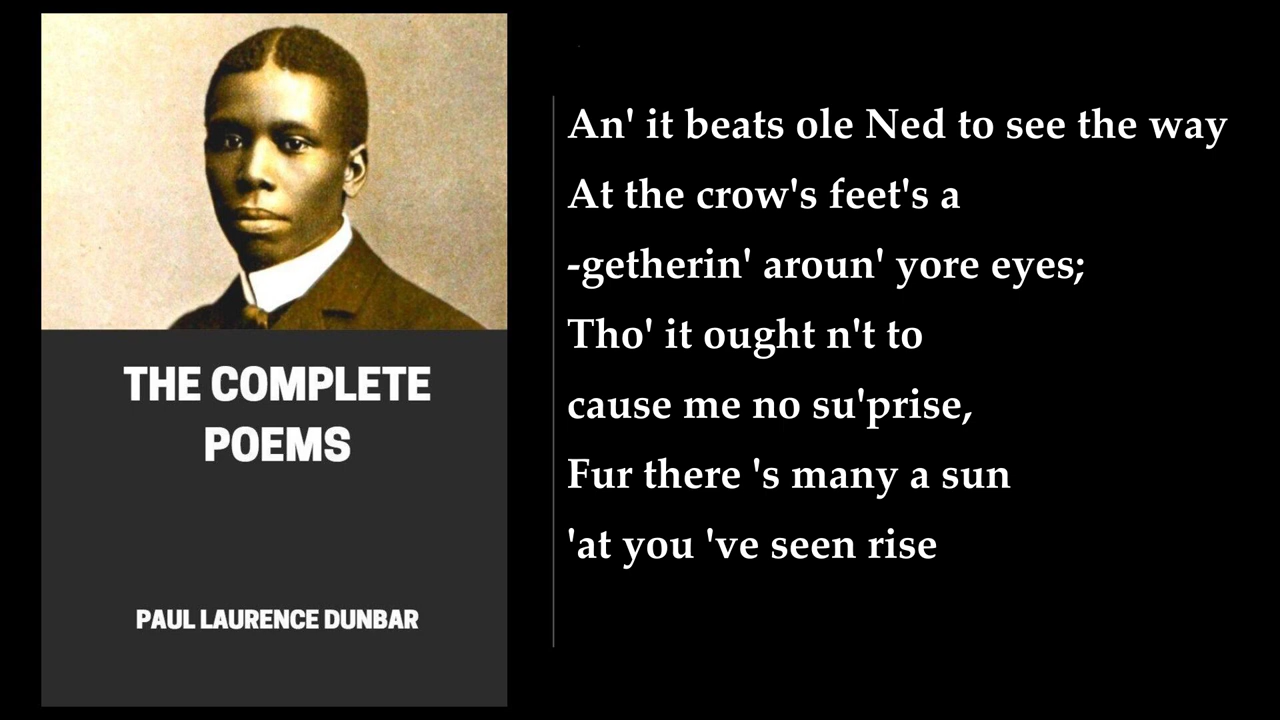 THE COMPLETE
POEMS
PAUL LAURENCE DUNBAR
An' it beats ole Ned to see the way
At the crow's feet's a
-getherin' aroun' yore eyes;
Tho' it ought n't to
cause me no su'prise,
Fur there 's many a sun
'at you 've seen rise